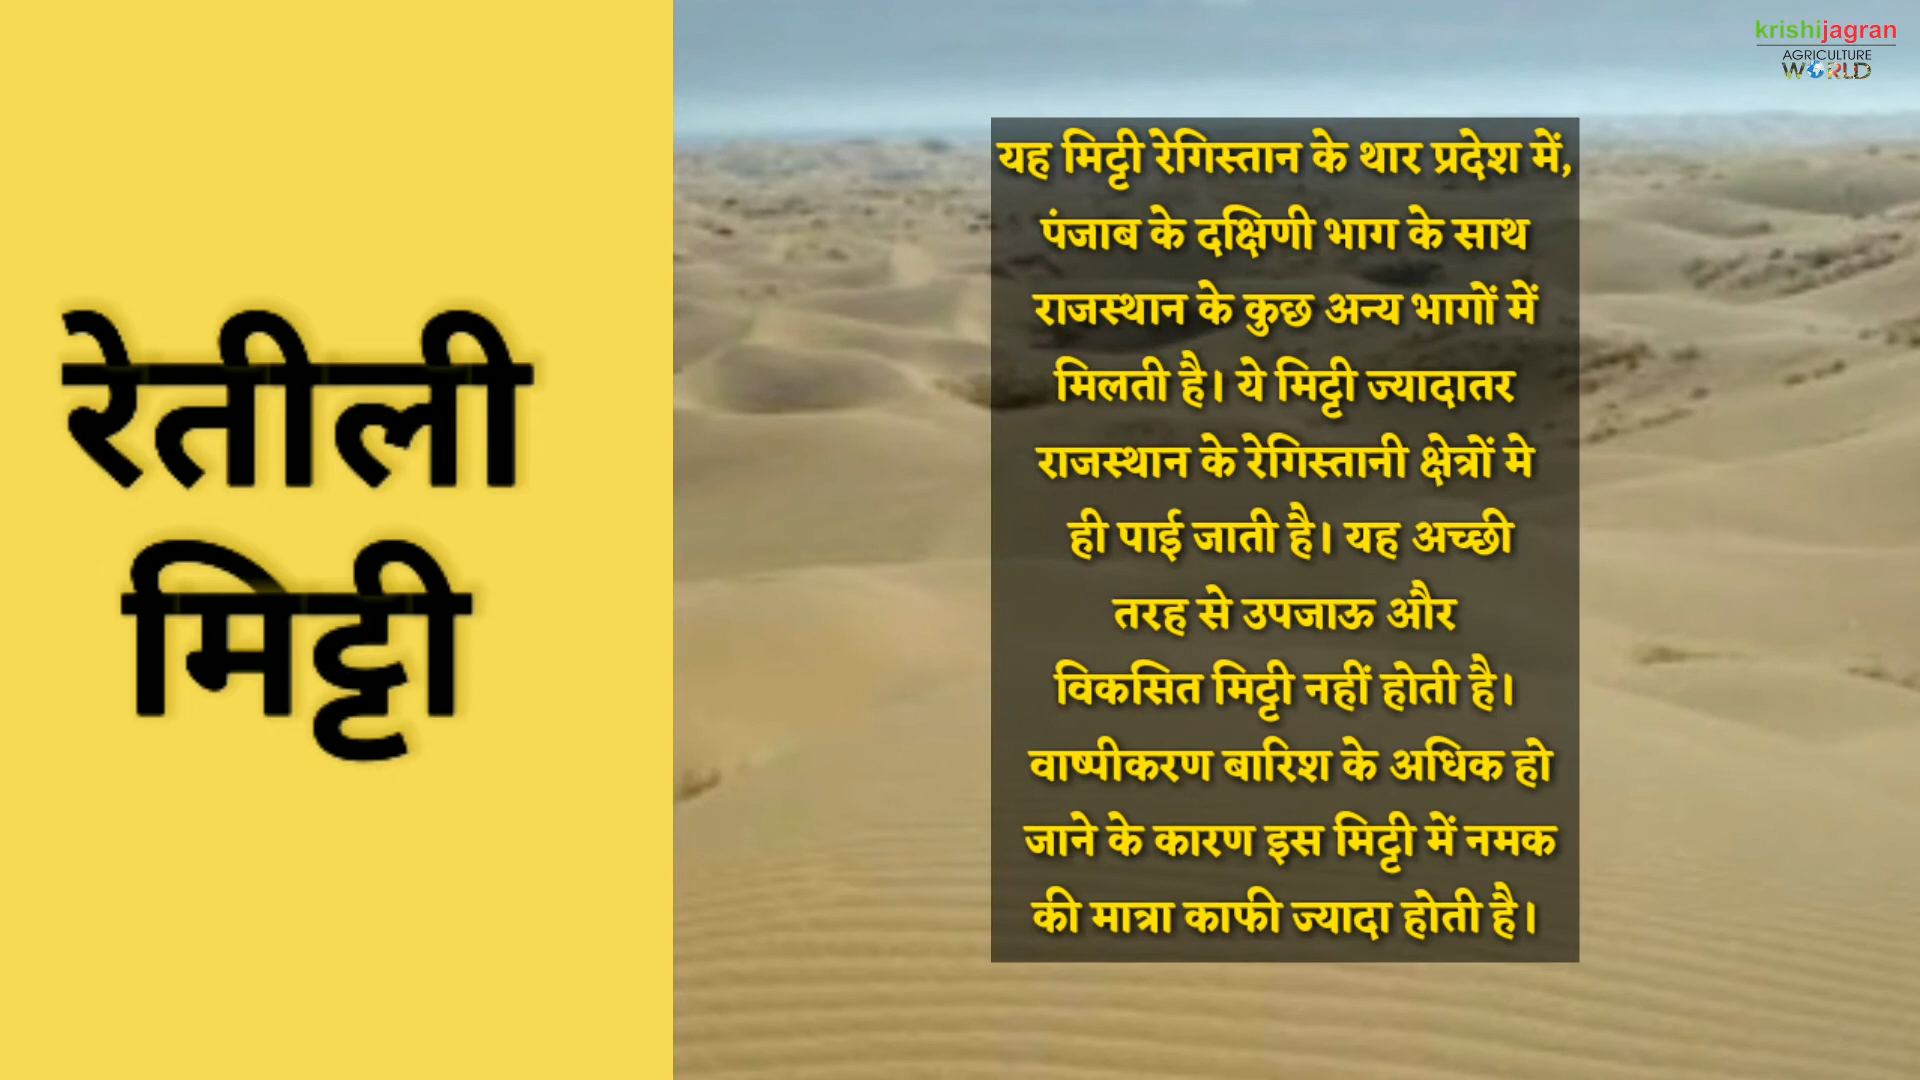 रेतीली
मिट्टी
krishijagran
AGRICULTURE
WORLD
यह मिट्टी रेगिस्तान के थार प्रदेश में,
पंजाब के दक्षिणी भाग के साथ
राजस्थान के कुछ अन्य भागों में
मिलती है। ये मिट्टी ज्यादातर
राजस्थान के रेगिस्तानी क्षेत्रों मे
ही पाई जाती है। यह अच्छी
तरह से उपजाऊ और
विकसित मिट्टी नहीं होती है।
वाष्पीकरण बारिश के अधिक हो
जाने के कारण इस मिट्टी में नमक
की मात्रा काफी ज्यादा होती है।